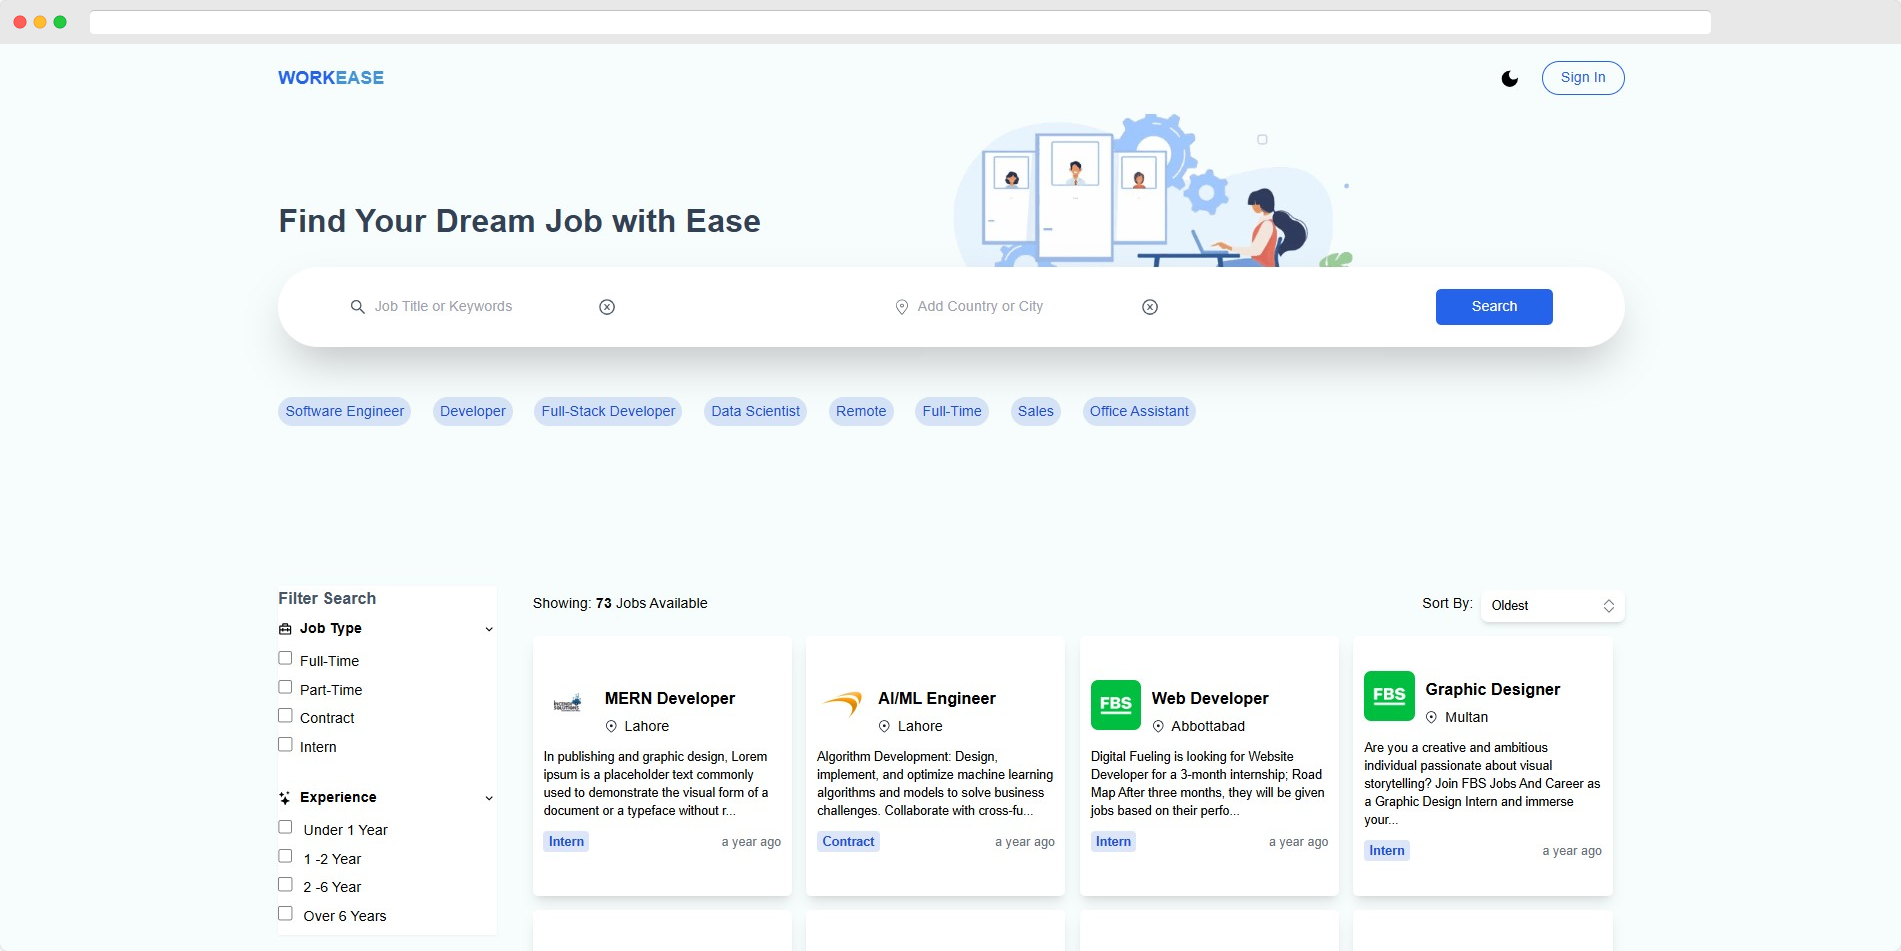 WORKEASE
Sign In
Find Your Dream Job with Ease
Job Title or Keywords
Add Country or City
Search
Software Engineer
Developer
Full-Stack Developer
Data Scientist
Remote
Full-Time
Sales
Office Assistant
Filter Search
Job Type
Full-Time
Part-Time
Contract
Intern
Experience
Under 1 Year
1 -2 Year
2 -6 Year
Over 6 Years
Showing: 73 Jobs Available
Sort By:
Oldest
MERN Developer
Lahore
In publishing and graphic design, Lorem
ipsum is a placeholder text commonly
used to demonstrate the visual form of a
document or a typeface without r...
Intern
a year ago
AI/ML Engineer
Lahore
Algorithm Development: Design,
implement, and optimize machine learning
algorithms and models to solve business
challenges. Collaborate with cross-fu...
Contract
a year ago
FBS
Web Developer
Abbottabad
Digital Fueling is looking for Website
Developer for a 3-month internship; Road
Map After three months, they will be given
jobs based on their perfo...
Intern
a year ago
FBS
Graphic Designer
Multan
Are you a creative and ambitious
individual passionate about visual
storytelling? Join FBS Jobs And Career as
a Graphic Design Intern and immerse
your...
Intern
a year ago